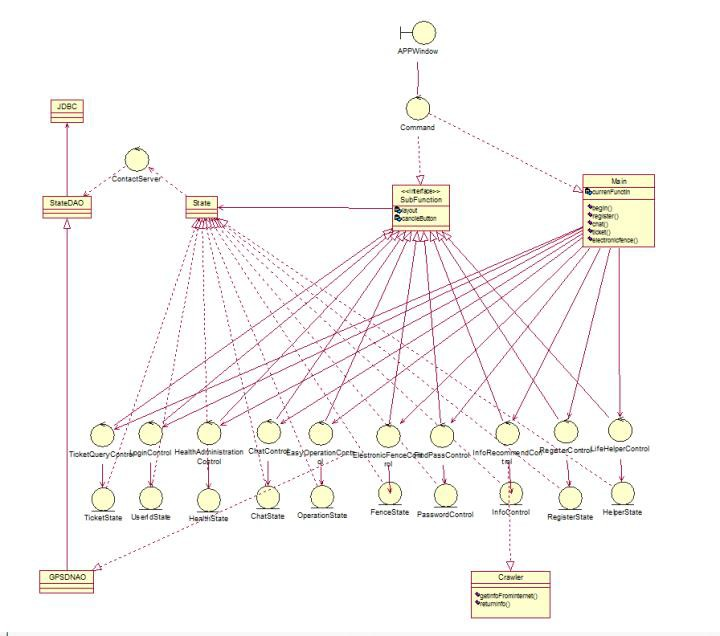 APPWindow
Command
JDBC
ContactServer
StateDAO
State
<<interface>>
SubFunction
layout
cancleButton
Main
currenFunctin
begin()
register()
chat()
ticket()
electronicfence()
TicketQueryControl
LoginControl
HealthAdministration
Control
ChatControl
EasyOperationContr
ol
ElectronicFenceCont
rol
FindPassControl
InfoRecommendCon
trol
RegisterControl
LifeHelperControl
TicketState
UserIdState
HealthState
ChatState
OperationState
FenceState
PasswordControl
InfoControl
RegisterState
HelperState
GPSDNAO
Crawler
getinfoFrominternet()
returninfo()